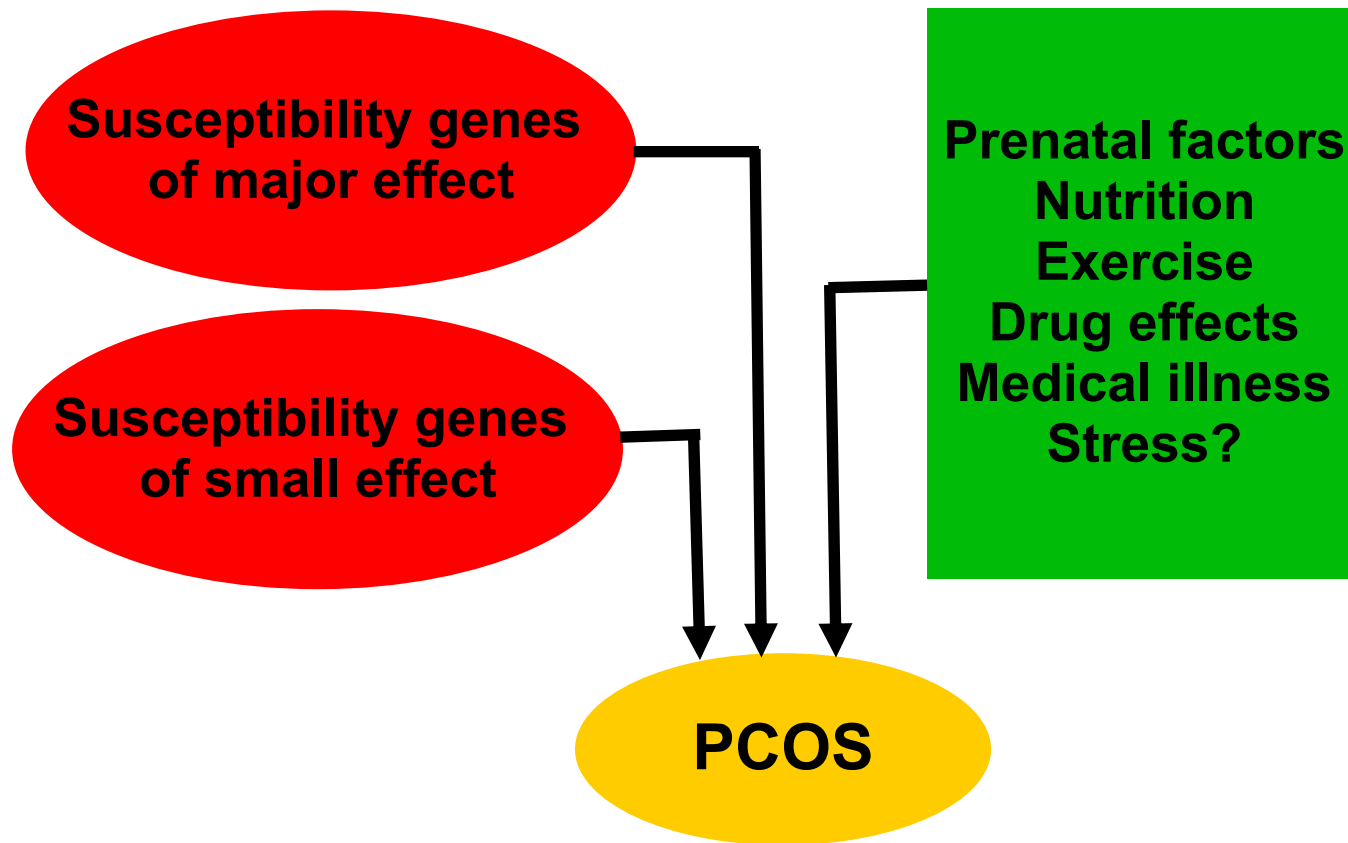 Susceptibility genes
of major effect
Susceptibility genes
of small effect
Prenatal factors
Nutrition
Exercise
Drug effects
Medical illness
Stress?
PCOS